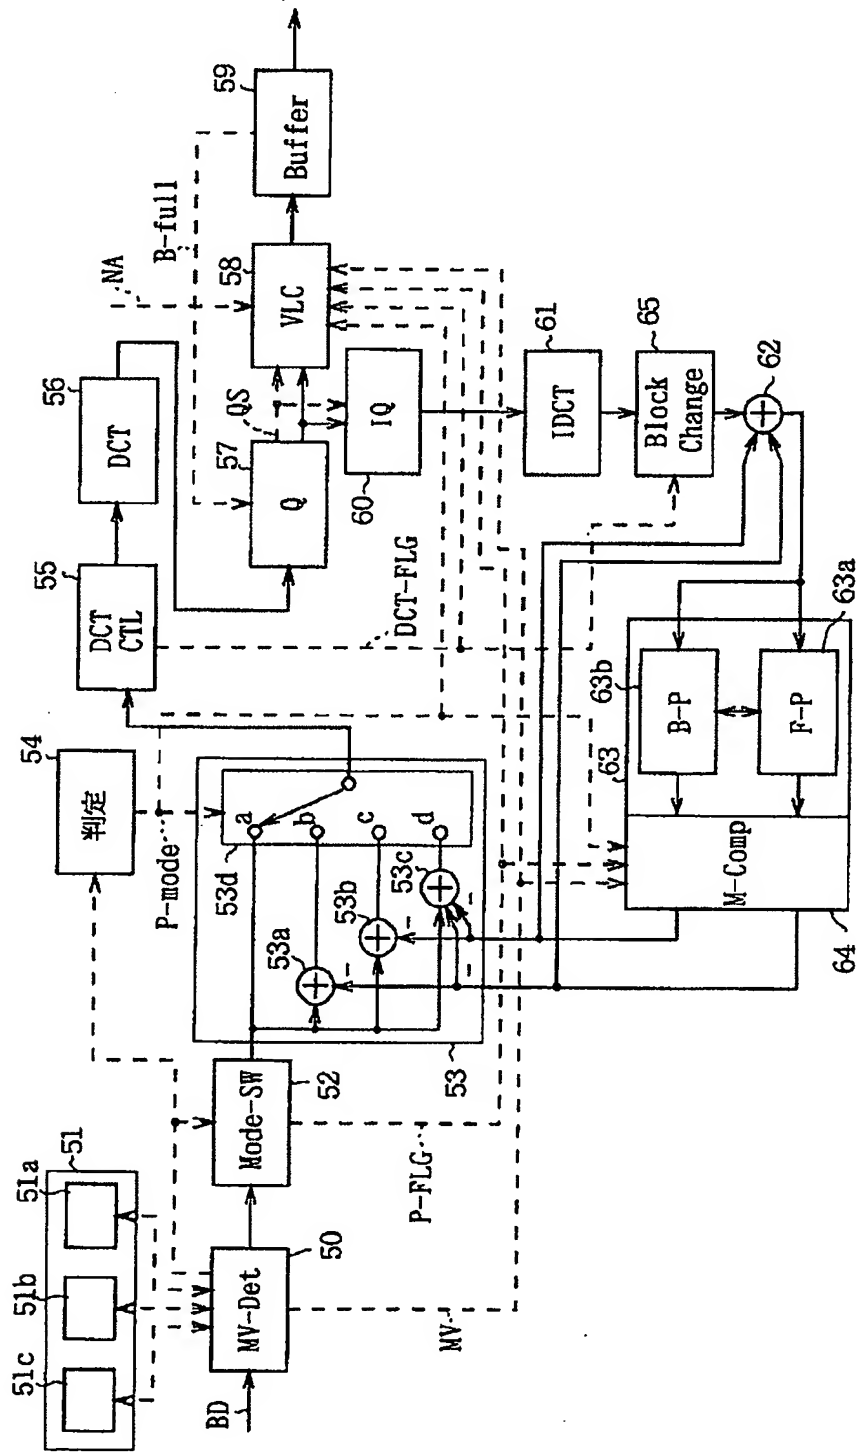 51
51a
51b
51c
BD
MV-Det
50
MV
Mode-SW
52
P-FLG
53
53a
53b
53c
53d
a
b
c
d
P-mode
判定
54
DCT
CTL
55
DCT-FLG
DCT
56
Q
57
QS
NA
B-full
VLC
58
Buffer
59
IQ
60
IDCT
61
Block
Change
65
62
63
B-P
63b
F-P
63a
M-Comp
64